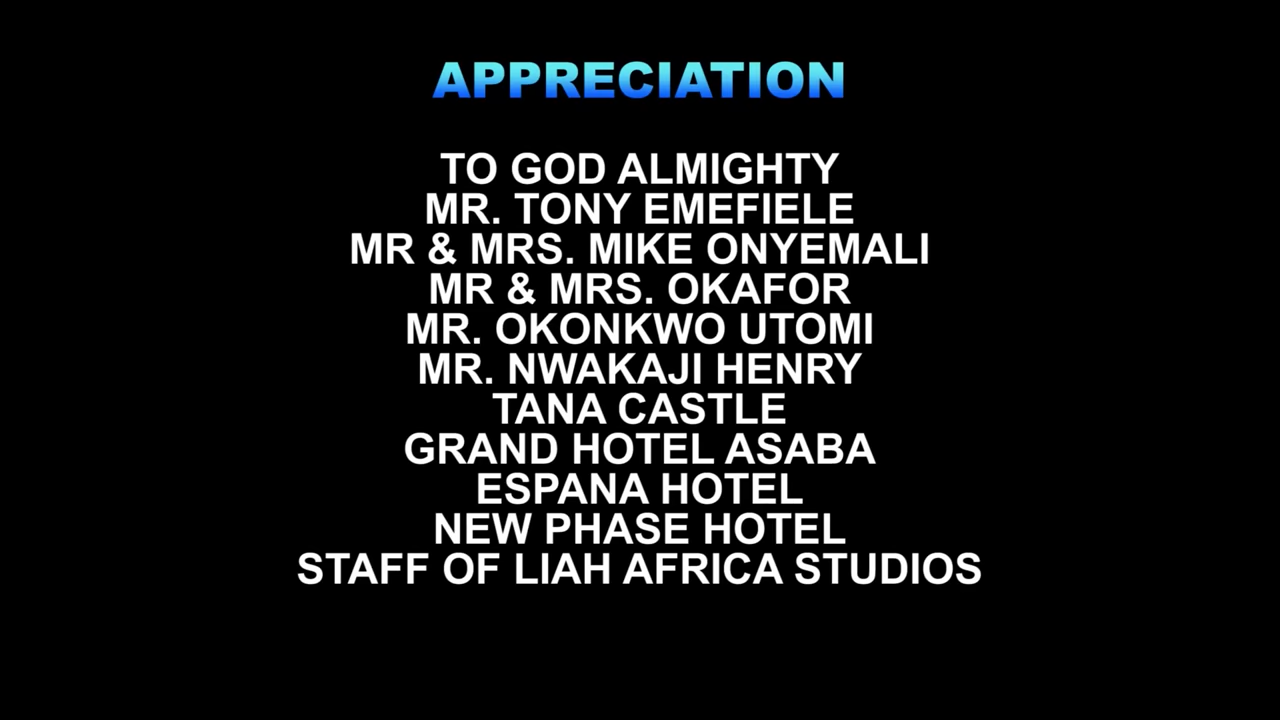 APPRECIATION
TO GOD ALMIGHTY
MR. TONY EMEFIELE
MR & MRS. MIKE ONYEMALI
MR & MRS. OKAFOR
MR. OKONKWO UTOMI
MR. NWAKAJI HENRY
TANA CASTLE
GRAND HOTEL ASABA
ESPANA HOTEL
NEW PHASE HOTEL
STAFF OF LIAH AFRICA STUDIOS